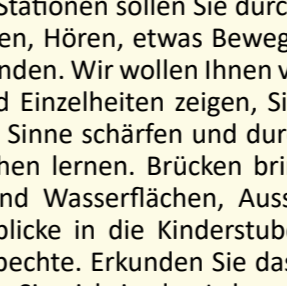 Stationen sollen Sie durc
en, Hören, etwas Beweg
nden. Wir wollen Ihnen v
d Einzelheiten zeigen, Si
Sinne schärfen und dur
hen lernen. Brücken bri
nd Wasserflächen, Auss
blicke in die Kinderstub
pechte. Erkunden Sie das